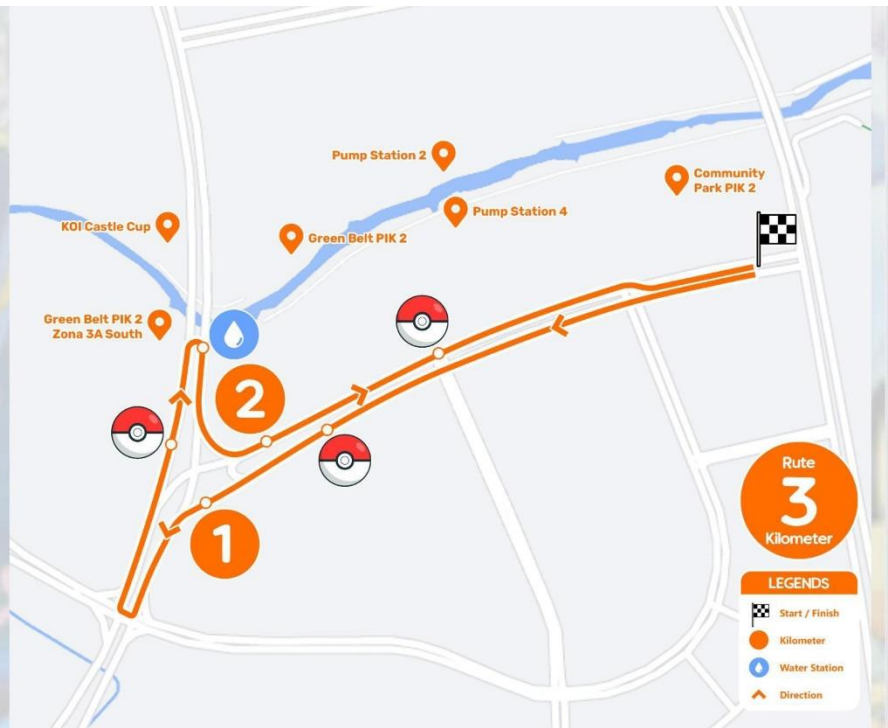 Pump Station 2
Community
Park PIK 2
KOI Castle Cup
Pump Station 4
Green Belt PIK 2
Green Belt PIK 2
Zona 3A South
2
1
Rute
3
Kilometer
LEGENDS
Start / Finish
Kilometer
Water Station
Direction